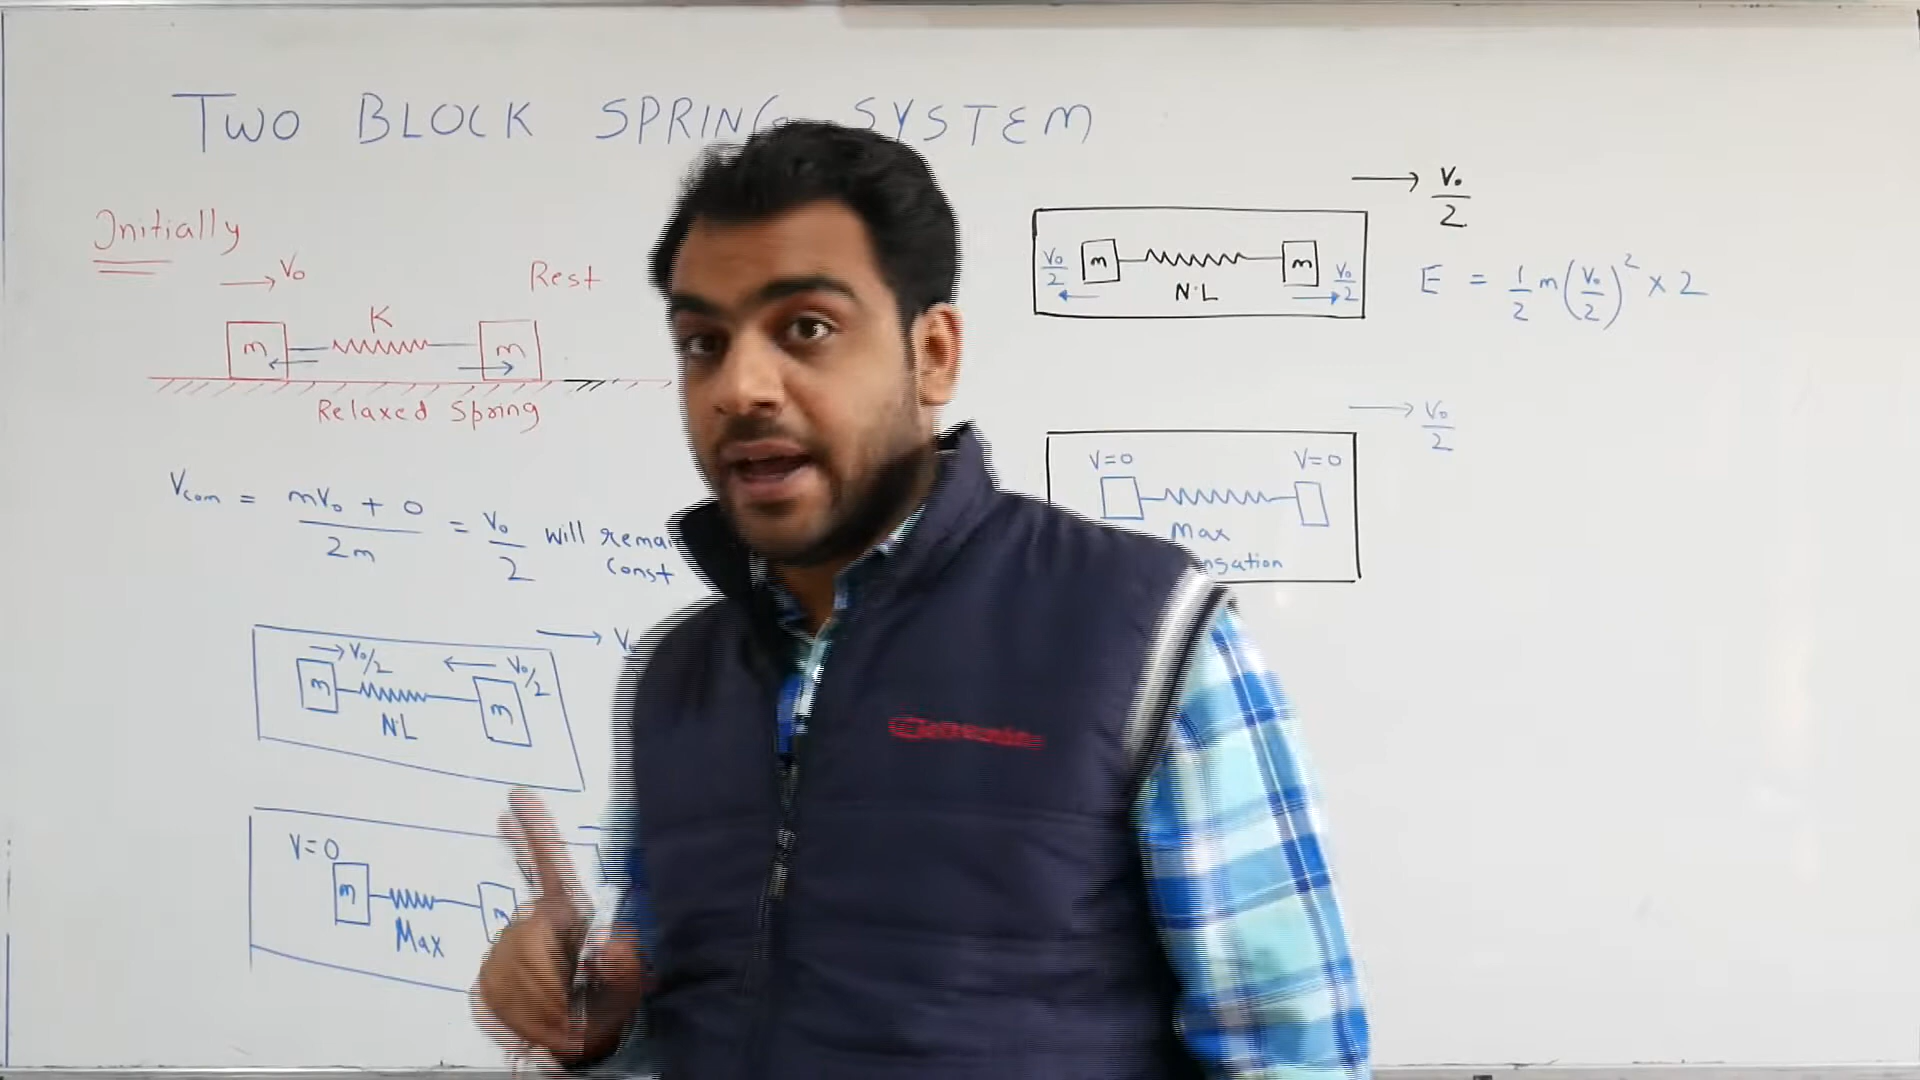 TWO BLOCK SPRING SYSTEM
Initially
V₀
Rest
K
m
m
Relaxed Spring
Vcom = mV₀ + 0 / 2m = V₀/2 will
const
V₀/2
V₀/2
m
m
N.L
V=0
m
m
Max
V₀/2
V₀/2
m
m
V₀/2
N.L
E = 1/2 m(V₀/2)² × 2
V₀/2
V=0
V=0
Max